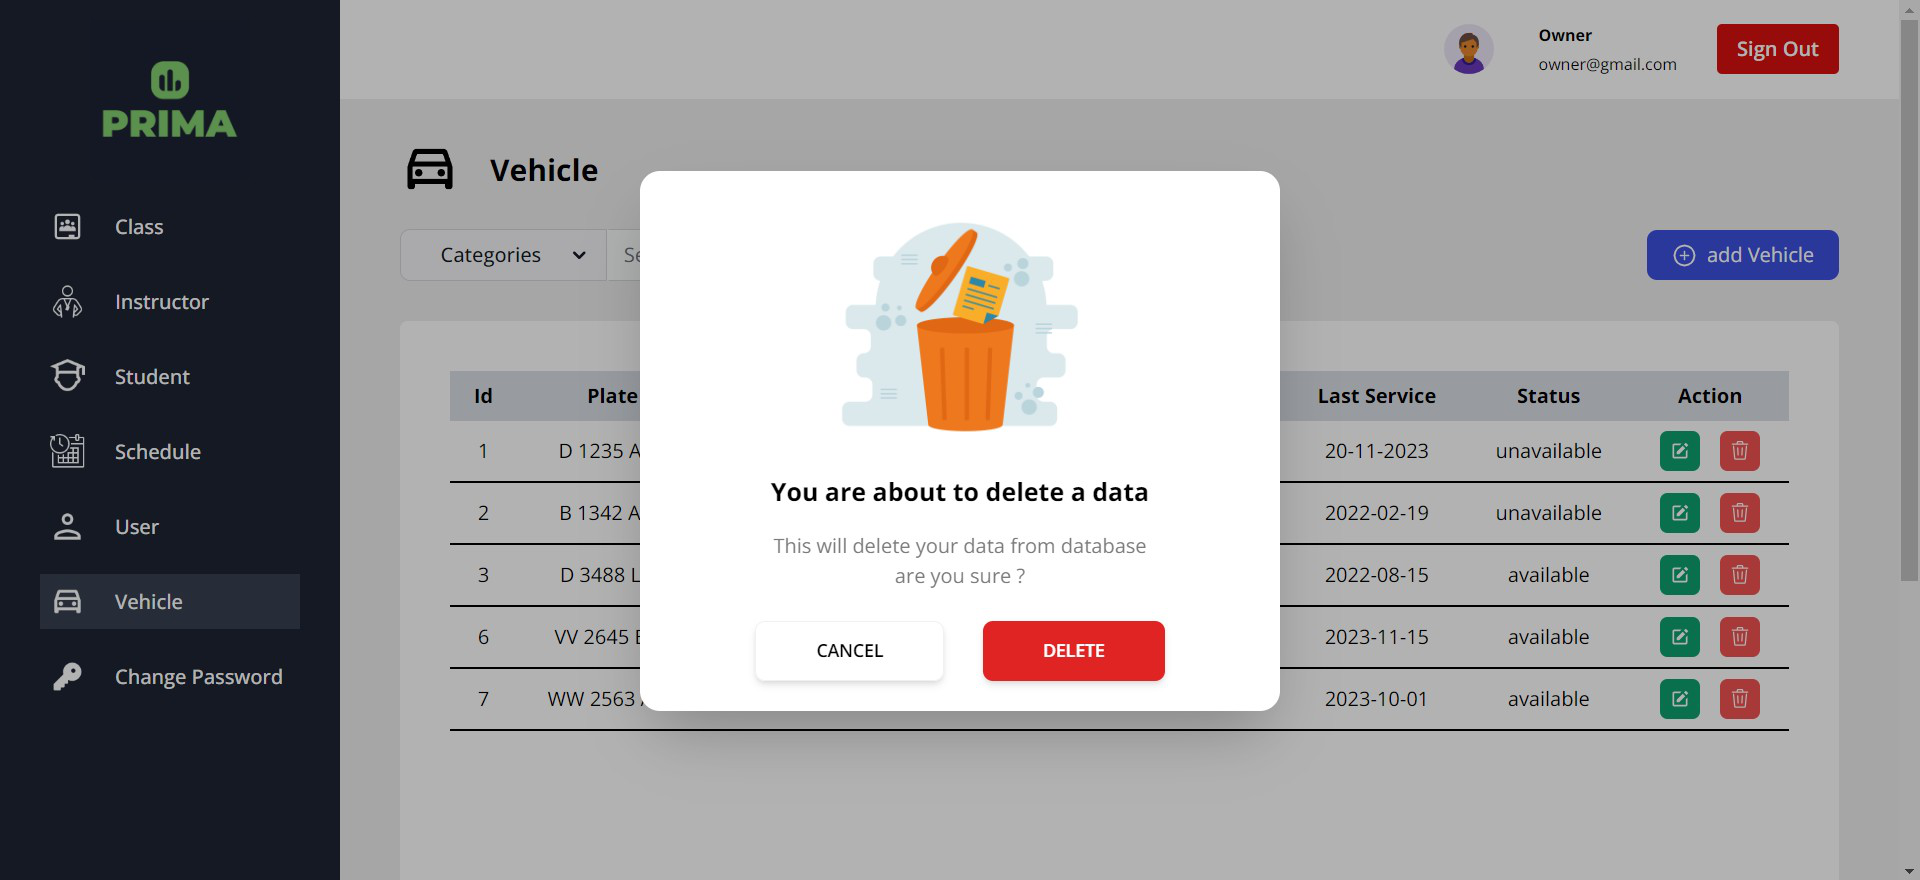 PRIMA
Class
Instructor
Student
Schedule
User
Vehicle
Change Password
Owner
owner@gmail.com
Sign Out
Vehicle
Categories
add Vehicle
Id Plate Last Service Status Action
1 D 1235 20-11-2023 unavailable
2 B 1342 2022-02-19 unavailable
3 D 3488 2022-08-15 available
6 VV 2645 2023-11-15 available
7 WW 2563 2023-10-01 available
You are about to delete a data
This will delete your data from database
are you sure ?
CANCEL
DELETE